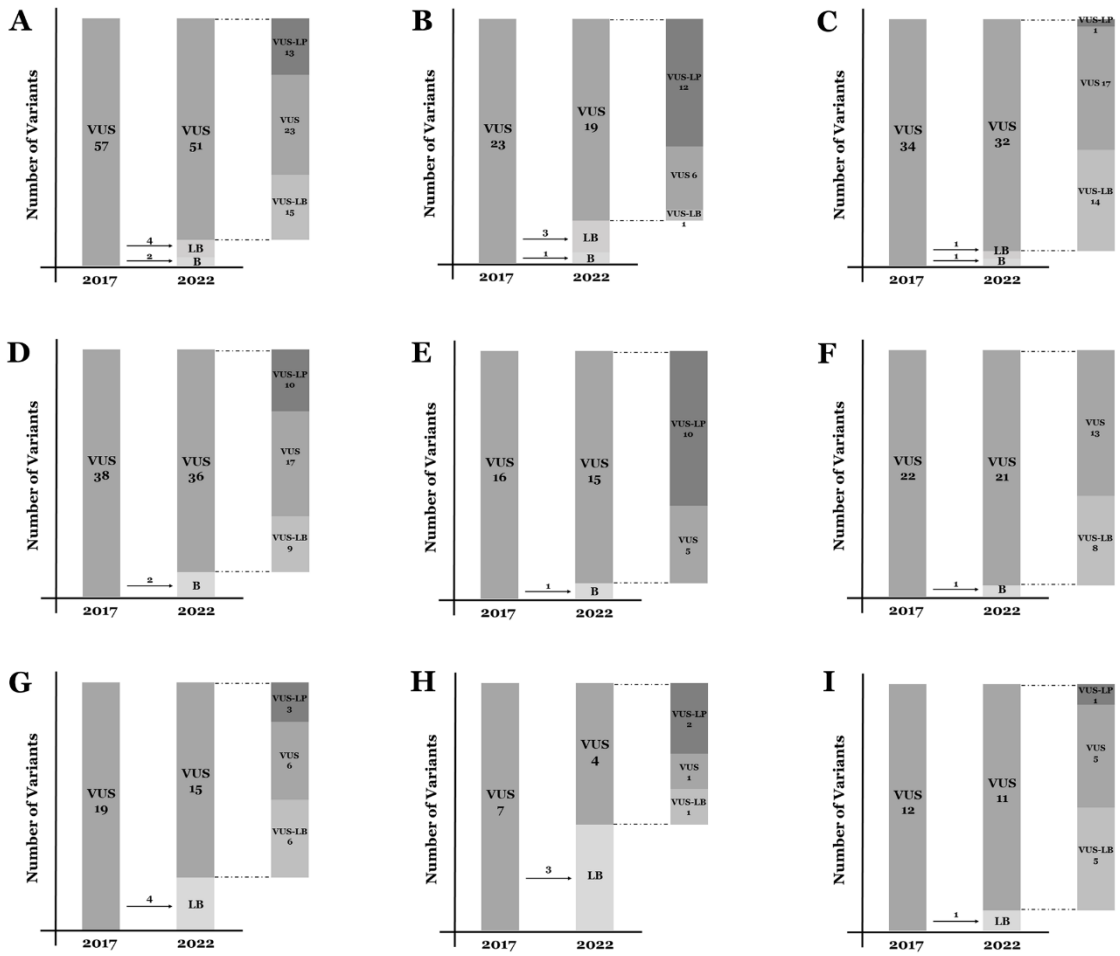 A
Number of Variants
VUS
57
VUS
51
VUS-LP
13
VUS
23
VUS-LB
15
4
LB
2
B
2017
2022
B
Number of Variants
VUS
23
VUS
19
VUS-LP
12
VUS 6
VUS-LB
1
3
LB
1
B
2017
2022
C
Number of Variants
VUS
34
VUS
32
VUS-LP
1
VUS 17
VUS-LB
14
1
LB
1
B
2017
2022
D
Number of Variants
VUS
38
VUS
36
VUS-LP
10
VUS
17
VUS-LB
9
2
B
2017
2022
E
Number of Variants
VUS
16
VUS
15
VUS-LP
10
VUS
5
1
B
2017
2022
F
Number of Variants
VUS
22
VUS
21
VUS
13
VUS-LB
8
1
B
2017
2022
G
Number of Variants
VUS
19
VUS
15
VUS-LP
3
VUS
6
VUS-LB
6
4
LB
2017
2022
H
Number of Variants
VUS
7
VUS
4
VUS-LP
2
VUS
1
VUS-LB
1
3
LB
2017
2022
I
Number of Variants
VUS
12
VUS
11
VUS-LP
1
VUS
5
VUS-LB
5
1
LB
2017
2022